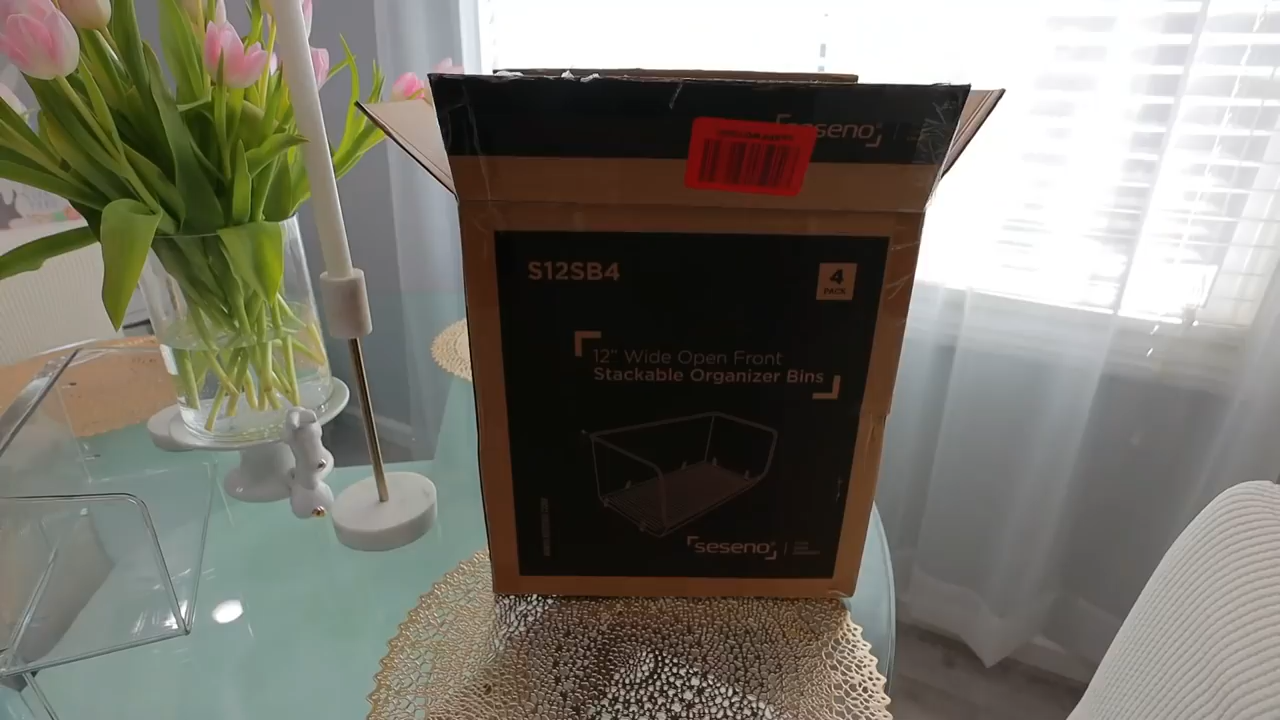 seseno
S12SB4
4
PACK
12" Wide Open Front
Stackable Organizer Bins
seseno